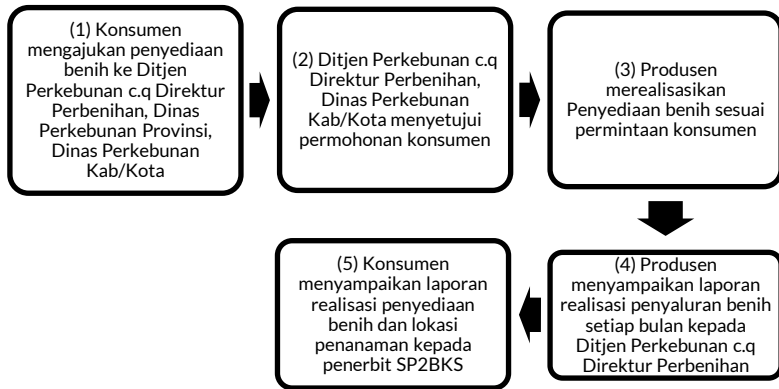 (1) Konsumen
mengajukan penyediaan
benih ke Ditjen
Perkebunan c.q Direktur
Perbenihan, Dinas
Perkebunan Provinsi,
Dinas Perkebunan
Kab/Kota
(2) Ditjen Perkebunan c.q
Direktur Perbenihan,
Dinas Perkebunan
Kab/Kota menyetujui
permohonan konsumen
(3) Produsen
merealisasikan
Penyediaan benih sesuai
permintaan konsumen
(4) Produsen
menyampaikan laporan
realisasi penyaluran benih
setiap bulan kepada
Ditjen Perkebunan c.q
Direktur Perbenihan
(5) Konsumen
menyampaikan laporan
realisasi penyediaan
benih dan lokasi
penanaman kepada
penerbit SP2BKS